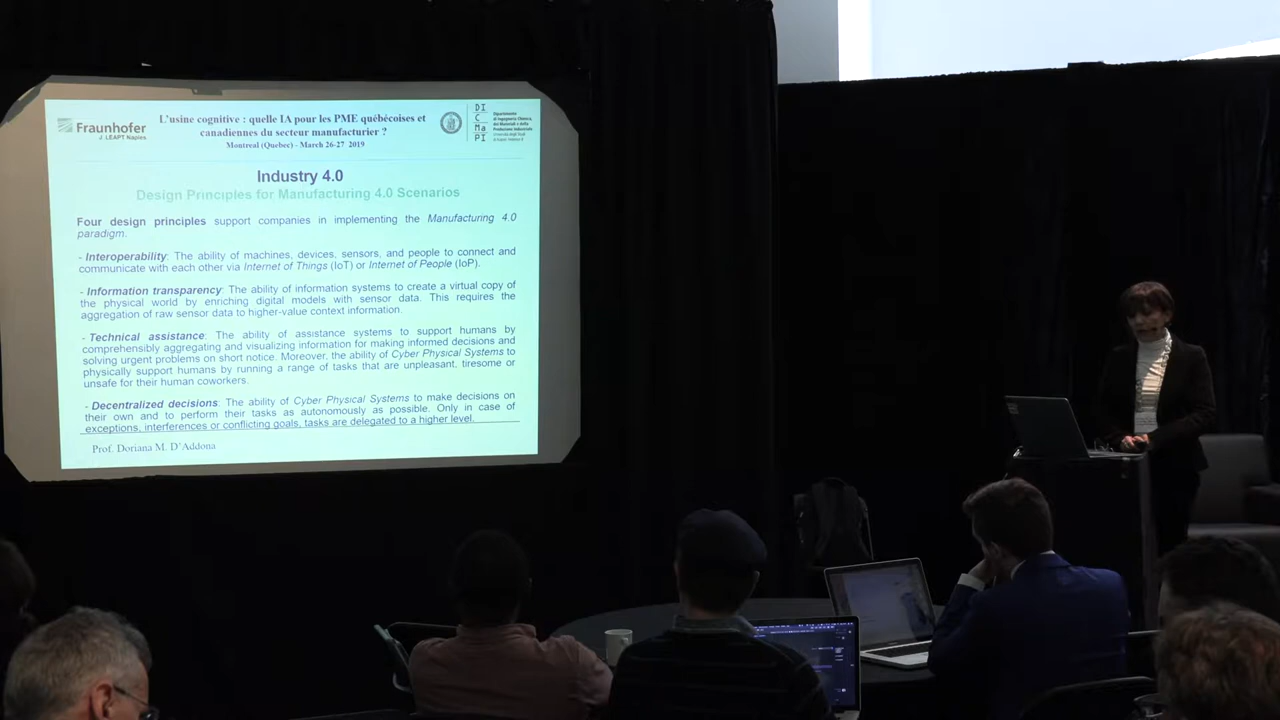 Fraunhofer
J. LEAPT Naples
L'usine cognitive : quelle IA pour les PME québécoises et
canadiennes du secteur manufacturier ?
Montreal (Quebec) - March 26-27 2019
DI
C
Ma
PI
Dipartimento
di Ingegneria Chimica,
dei Materiali e della
Produzione Industriale
Industry 4.0
Design Principles for Manufacturing 4.0 Scenarios
Four design principles support companies in implementing the Manufacturing 4.0
paradigm.
- Interoperability: The ability of machines, devices, sensors, and people to connect and
communicate with each other via Internet of Things (IoT) or Internet of People (IoP).
- Information transparency: The ability of information systems to create a virtual copy of
the physical world by enriching digital models with sensor data. This requires the
aggregation of raw sensor data to higher-value context information.
- Technical assistance: The ability of assistance systems to support humans by
comprehensibly aggregating and visualizing information for making informed decisions and
solving urgent problems on short notice. Moreover, the ability of Cyber Physical Systems to
physically support humans by running a range of tasks that are unpleasant, tiresome or
unsafe for their human coworkers.
- Decentralized decisions: The ability of Cyber Physical Systems to make decisions on
their own and to perform their tasks as autonomously as possible. Only in case of
exceptions, interferences or conflicting goals, tasks are delegated to a higher level.
Prof. Doriana M. D'Addona